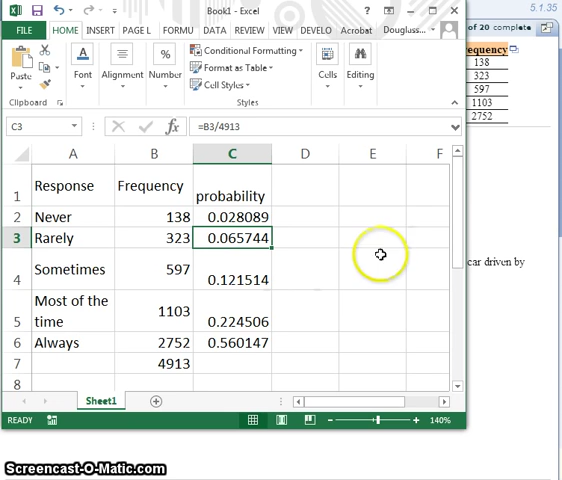 5.1.35
Book1 - Excel
of 20 complete
FILE HOME INSERT PAGE L FORMU DATA REVIEW DEVELO Acrobat Douglass...
equency
138
323
597
1103
2752
Paste
Clipboard
Font
Alignment
Number
Conditional Formatting
Format as Table
Cell Styles
Styles
Cells
Editing
C3 fx =B3/4913
A B C D E F
1 Response Frequency probability
2 Never 138 0.028089
3 Rarely 323 0.065744
4 Sometimes 597 0.121514
5 Most of the time 1103 0.224506
6 Always 2752 0.560147
7 4913
8
car driven by
Sheet1
READY 140%
Screencast-O-Matic.com